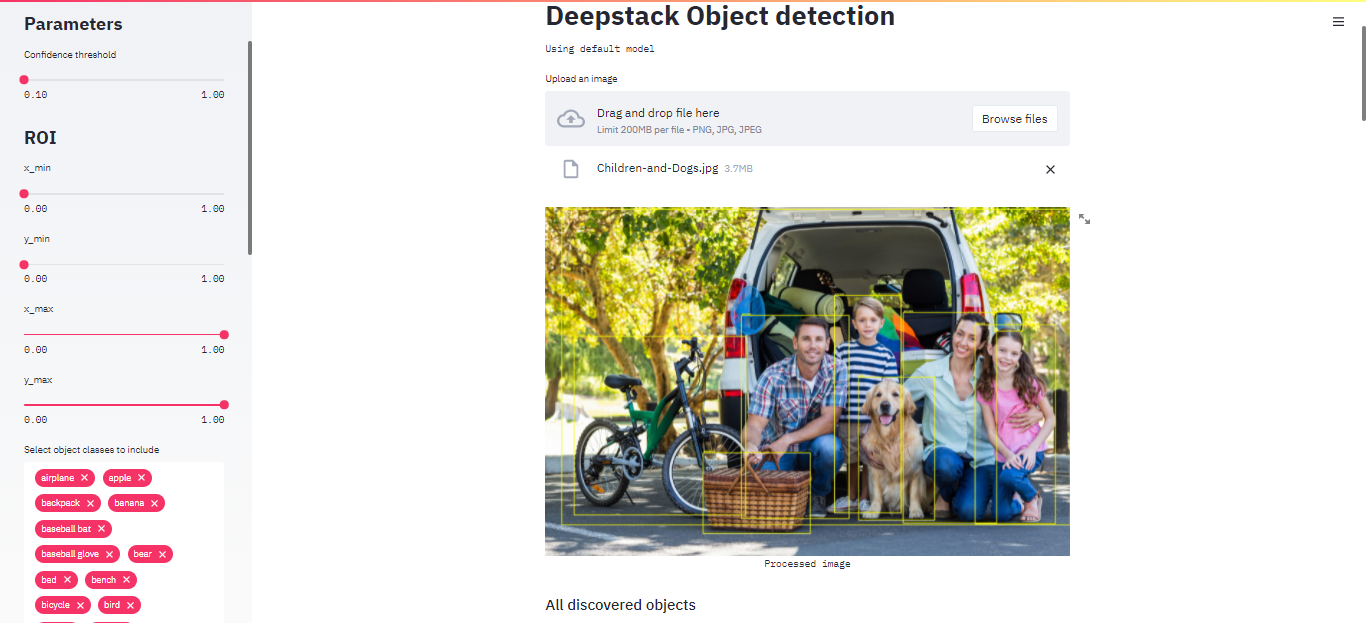 Parameters
Confidence threshold
0.10 1.00
ROI
x_min
0.00 1.00
y_min
0.00 1.00
x_max
0.00 1.00
y_max
0.00 1.00
Select object classes to include
airplane apple
backpack banana
baseball bat
baseball glove bear
bed bench
bicycle bird
Deepstack Object detection
Using default model
Upload an image
Drag and drop file here
Limit 200MB per file • PNG, JPG, JPEG
Browse files
Children-and-Dogs.jpg 3.7MB
Processed image
All discovered objects